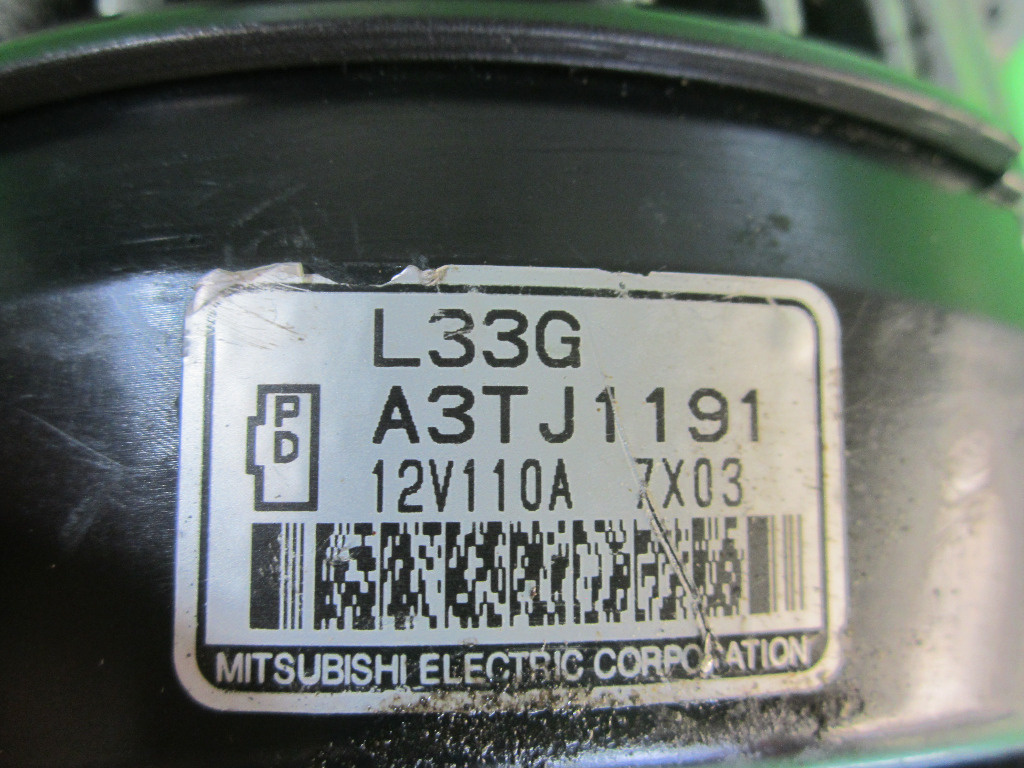 L33G
PD
A3TJ1191
12V110A 7X03
MITSUBISHI ELECTRIC CORPORATION